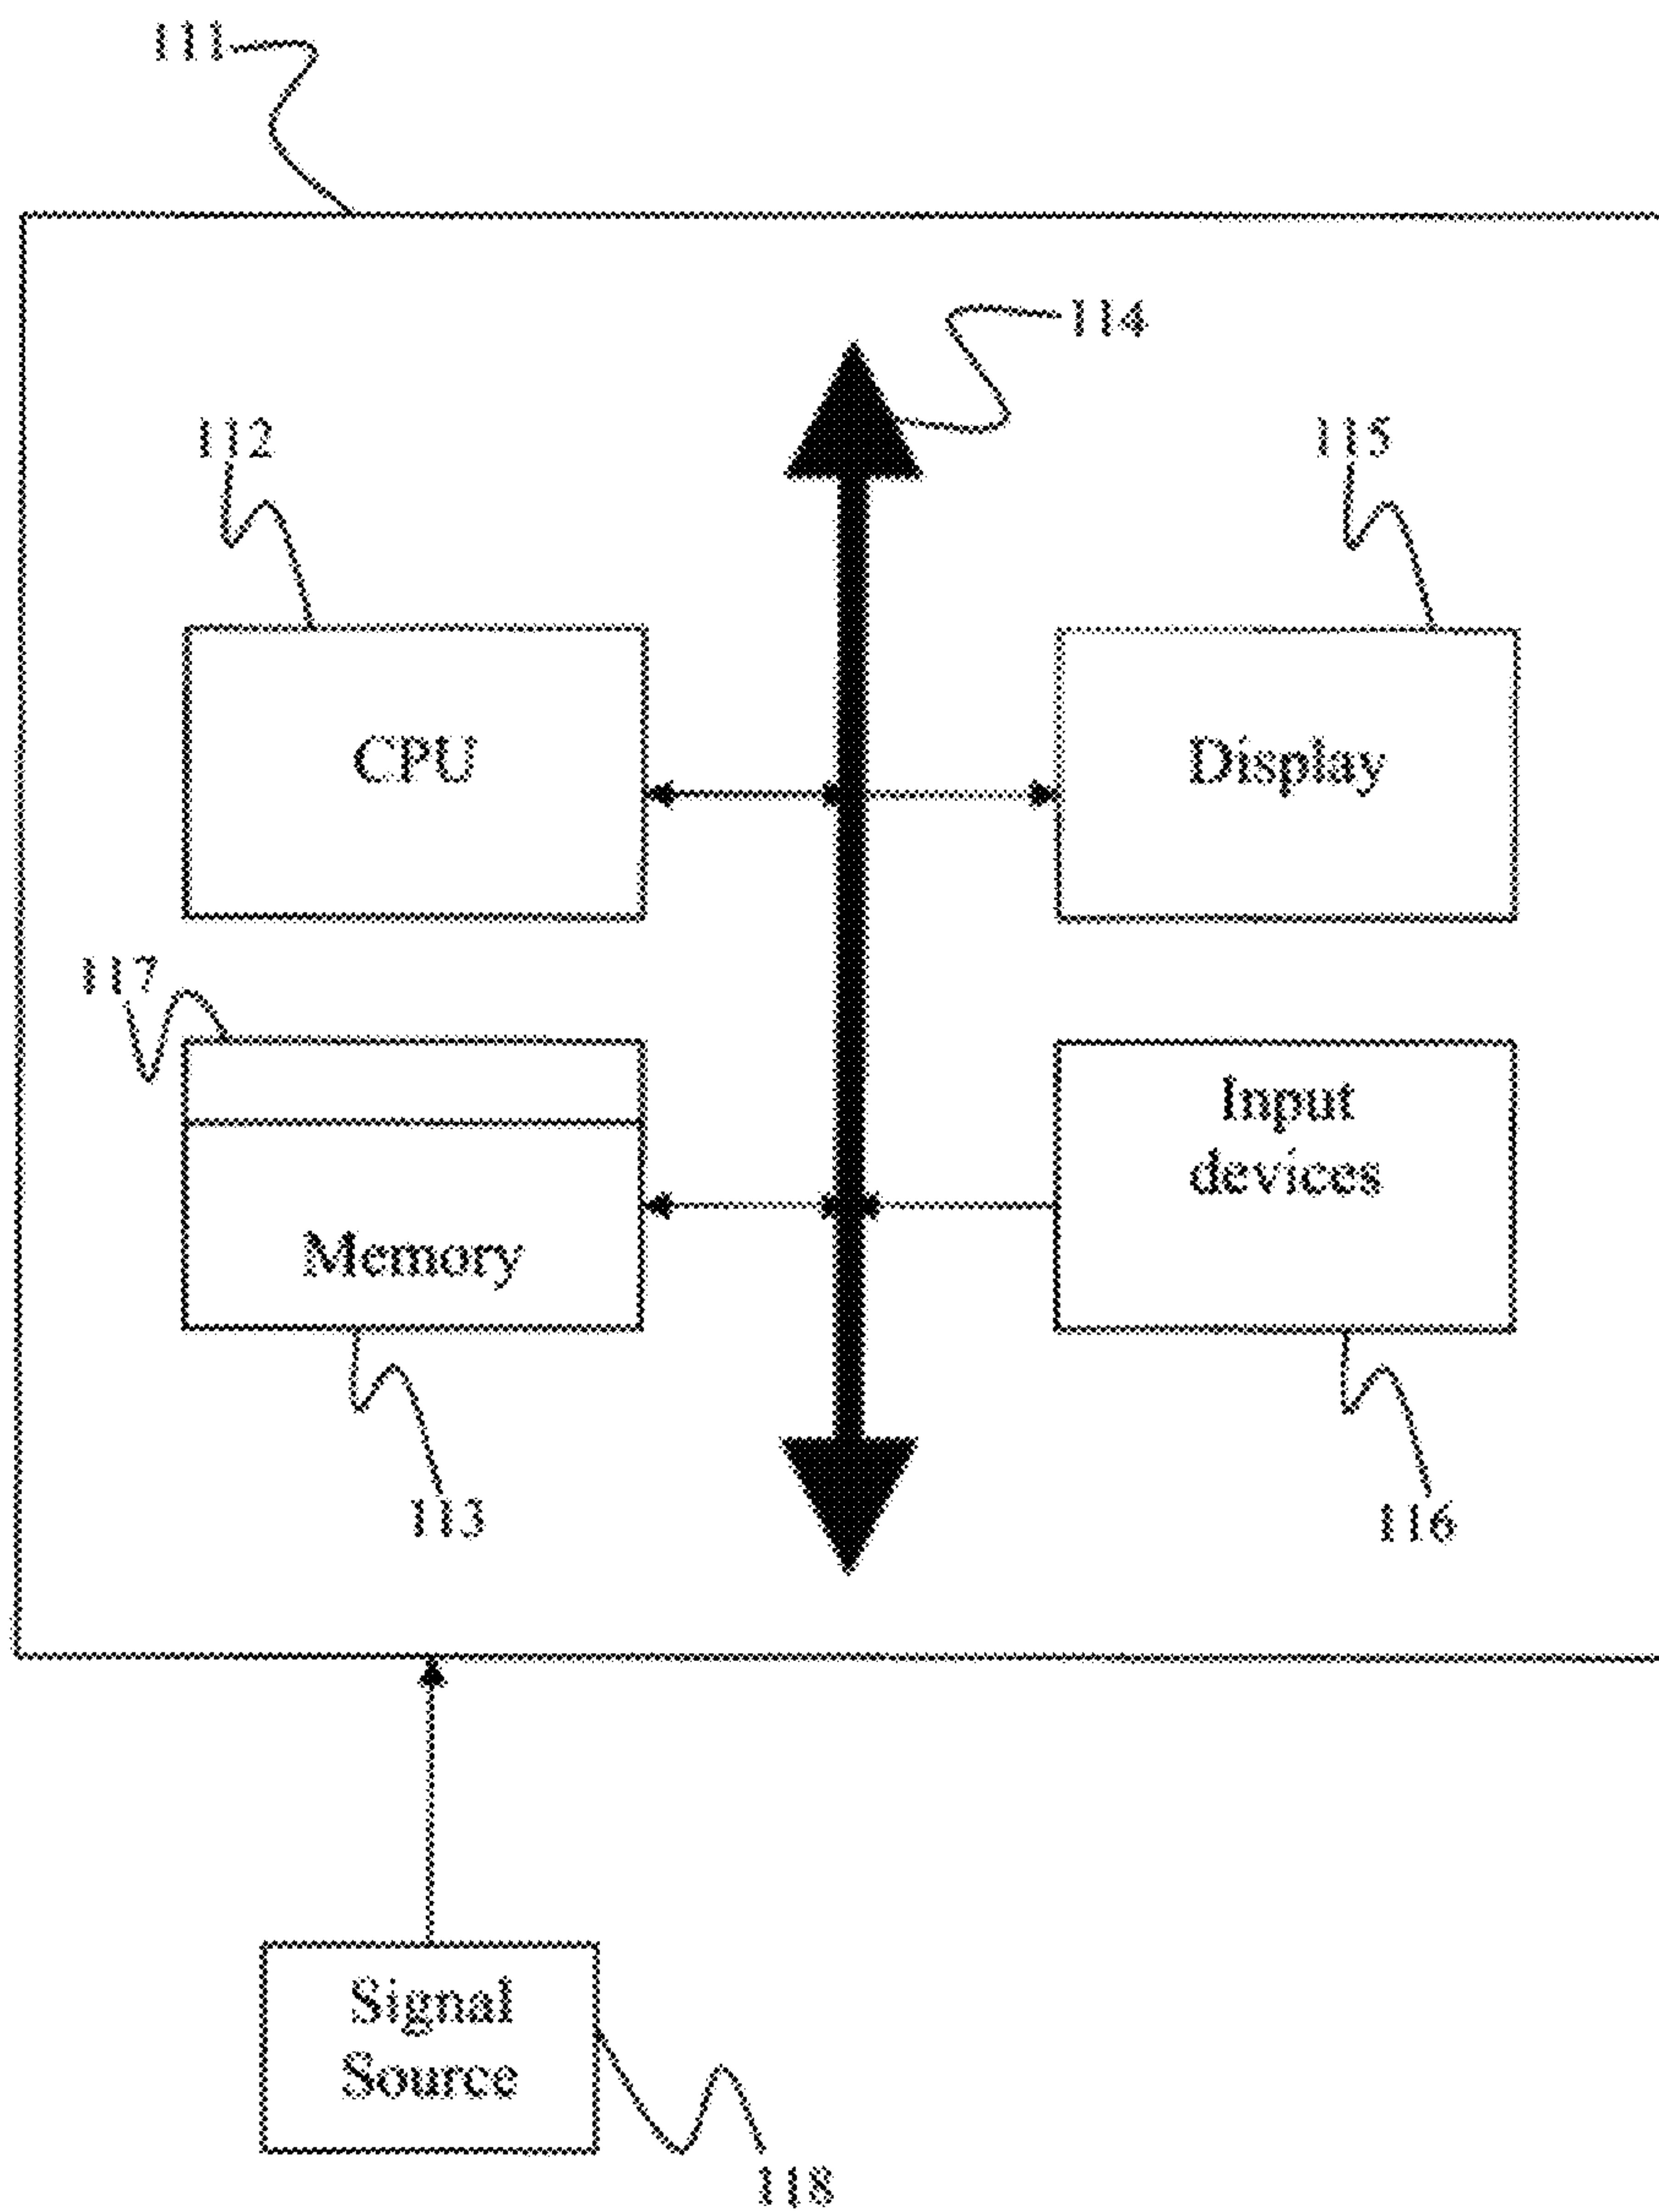 111
114
112
115
CPU
Display
117
Input
devices
Memory
113
116
Signal
Source
118